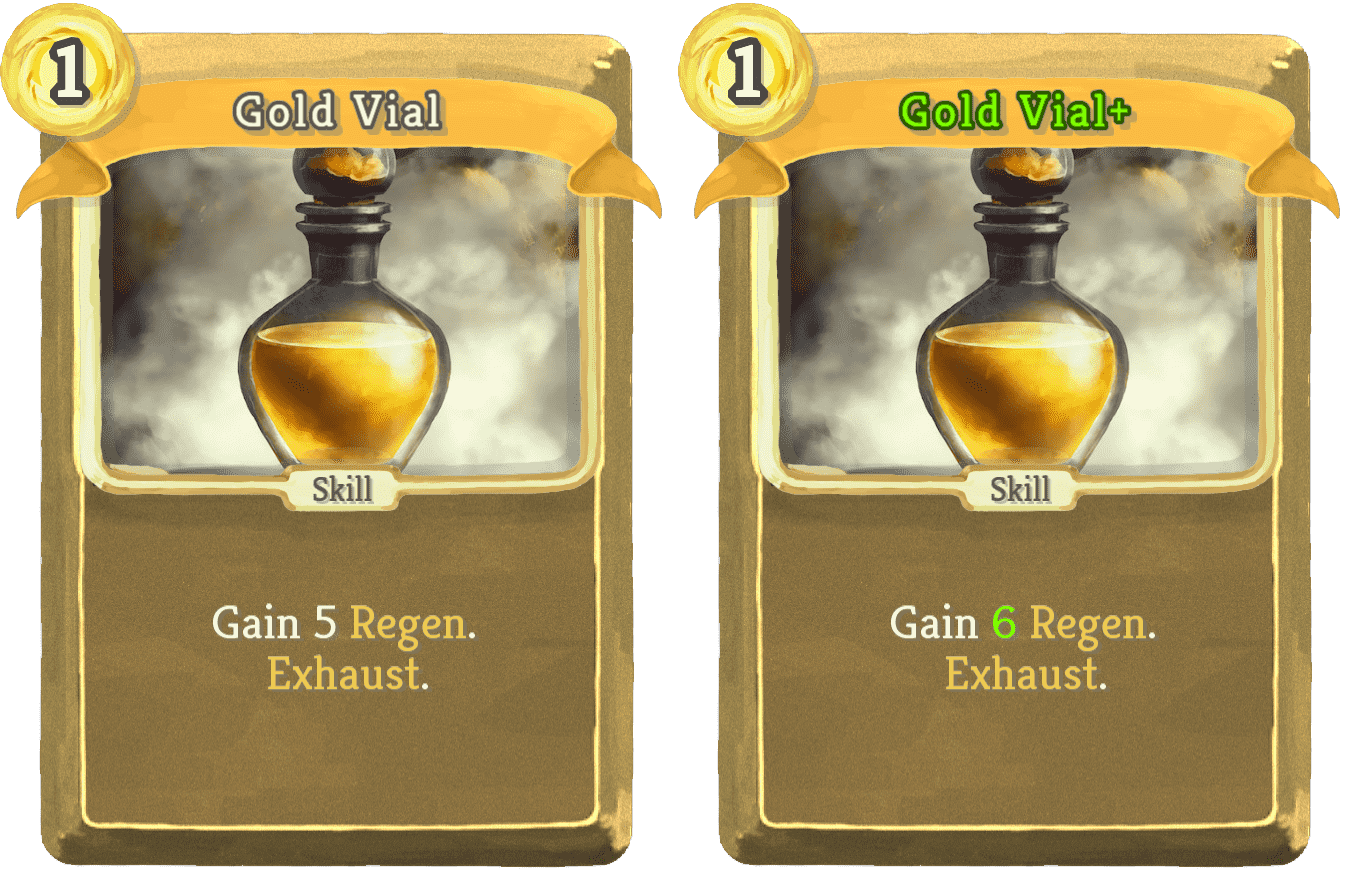 1
Gold Vial
Skill
Gain 5 Regen.
Exhaust.
1
Gold Vial+
Skill
Gain 6 Regen.
Exhaust.